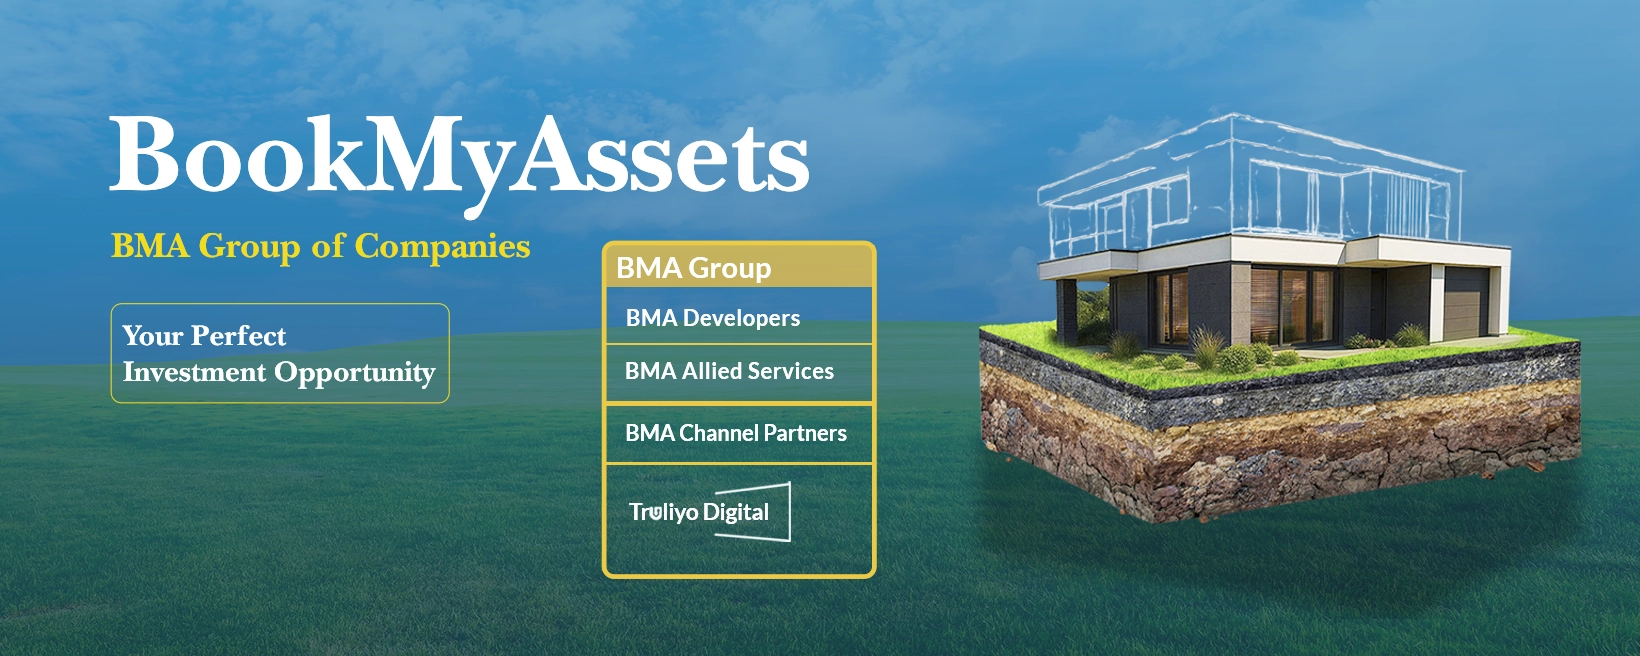 BookMyAssets
BMA Group of Companies
Your Perfect
Investment Opportunity
BMA Group
BMA Developers
BMA Allied Services
BMA Channel Partners
Truliyo Digital